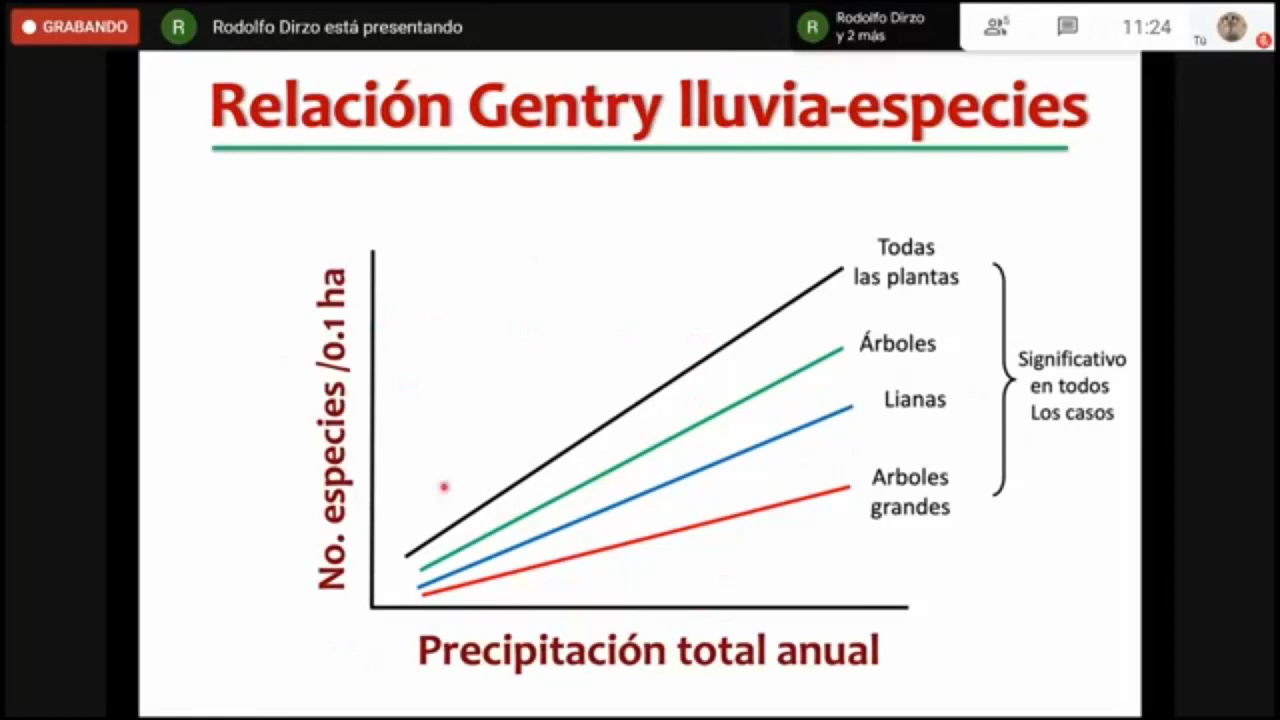 GRABANDO
R
Rodolfo Dirzo está presentando
R
Rodolfo Dirzo
y 2 más
5
11:24
Tú
Relación Gentry lluvia-especies
No. especies /0.1 ha
Todas
las plantas
Árboles
Lianas
Arboles
grandes
Significativo
en todos
Los casos
Precipitación total anual